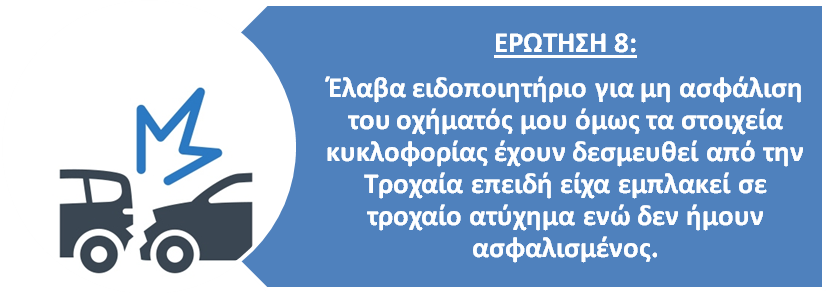 ΕΡΩΤΗΣΗ 8:
Έλαβα ειδοποιητήριο για μη ασφάλιση
του οχήματός μου όμως τα στοιχεία
κυκλοφορίας έχουν δεσμευθεί από την
Τροχαία επειδή είχα εμπλακεί σε
τροχαίο ατύχημα ενώ δεν ήμουν
ασφαλισμένος.